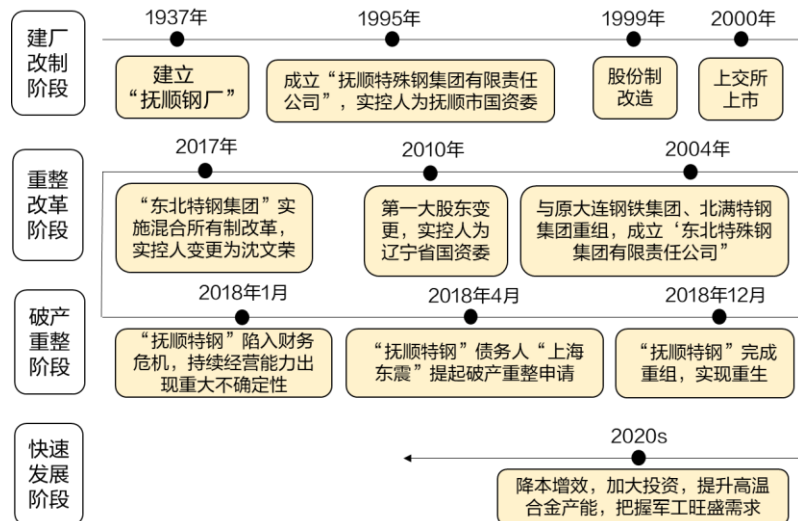 建厂
改制
阶段
1937年
1995年
1999年
2000年
建立
“抚顺钢厂”
成立“抚顺特殊钢集团有限责任
公司”，实控人为抚顺市国资委
股份制
改造
上交所
上市
重整
改革
阶段
2017年
2010年
2004年
“东北特钢集团”实
施混合所有制改革，
实控人变更为沈文荣
第一大股东变
更，实控人为
辽宁省国资委
与原大连钢铁集团、北满特钢
集团重组，成立‘东北特殊钢
集团有限责任公司”
破产
重整
阶段
2018年1月
2018年4月
2018年12月
“抚顺特钢”陷入财务
危机，持续经营能力出
现重大不确定性
“抚顺特钢”债务人“上海
东震”提起破产重整申请
“抚顺特钢”完成
重组，实现重生
快速
发展
阶段
2020s
降本增效，加大投资，提升高温
合金产能，把握军工旺盛需求